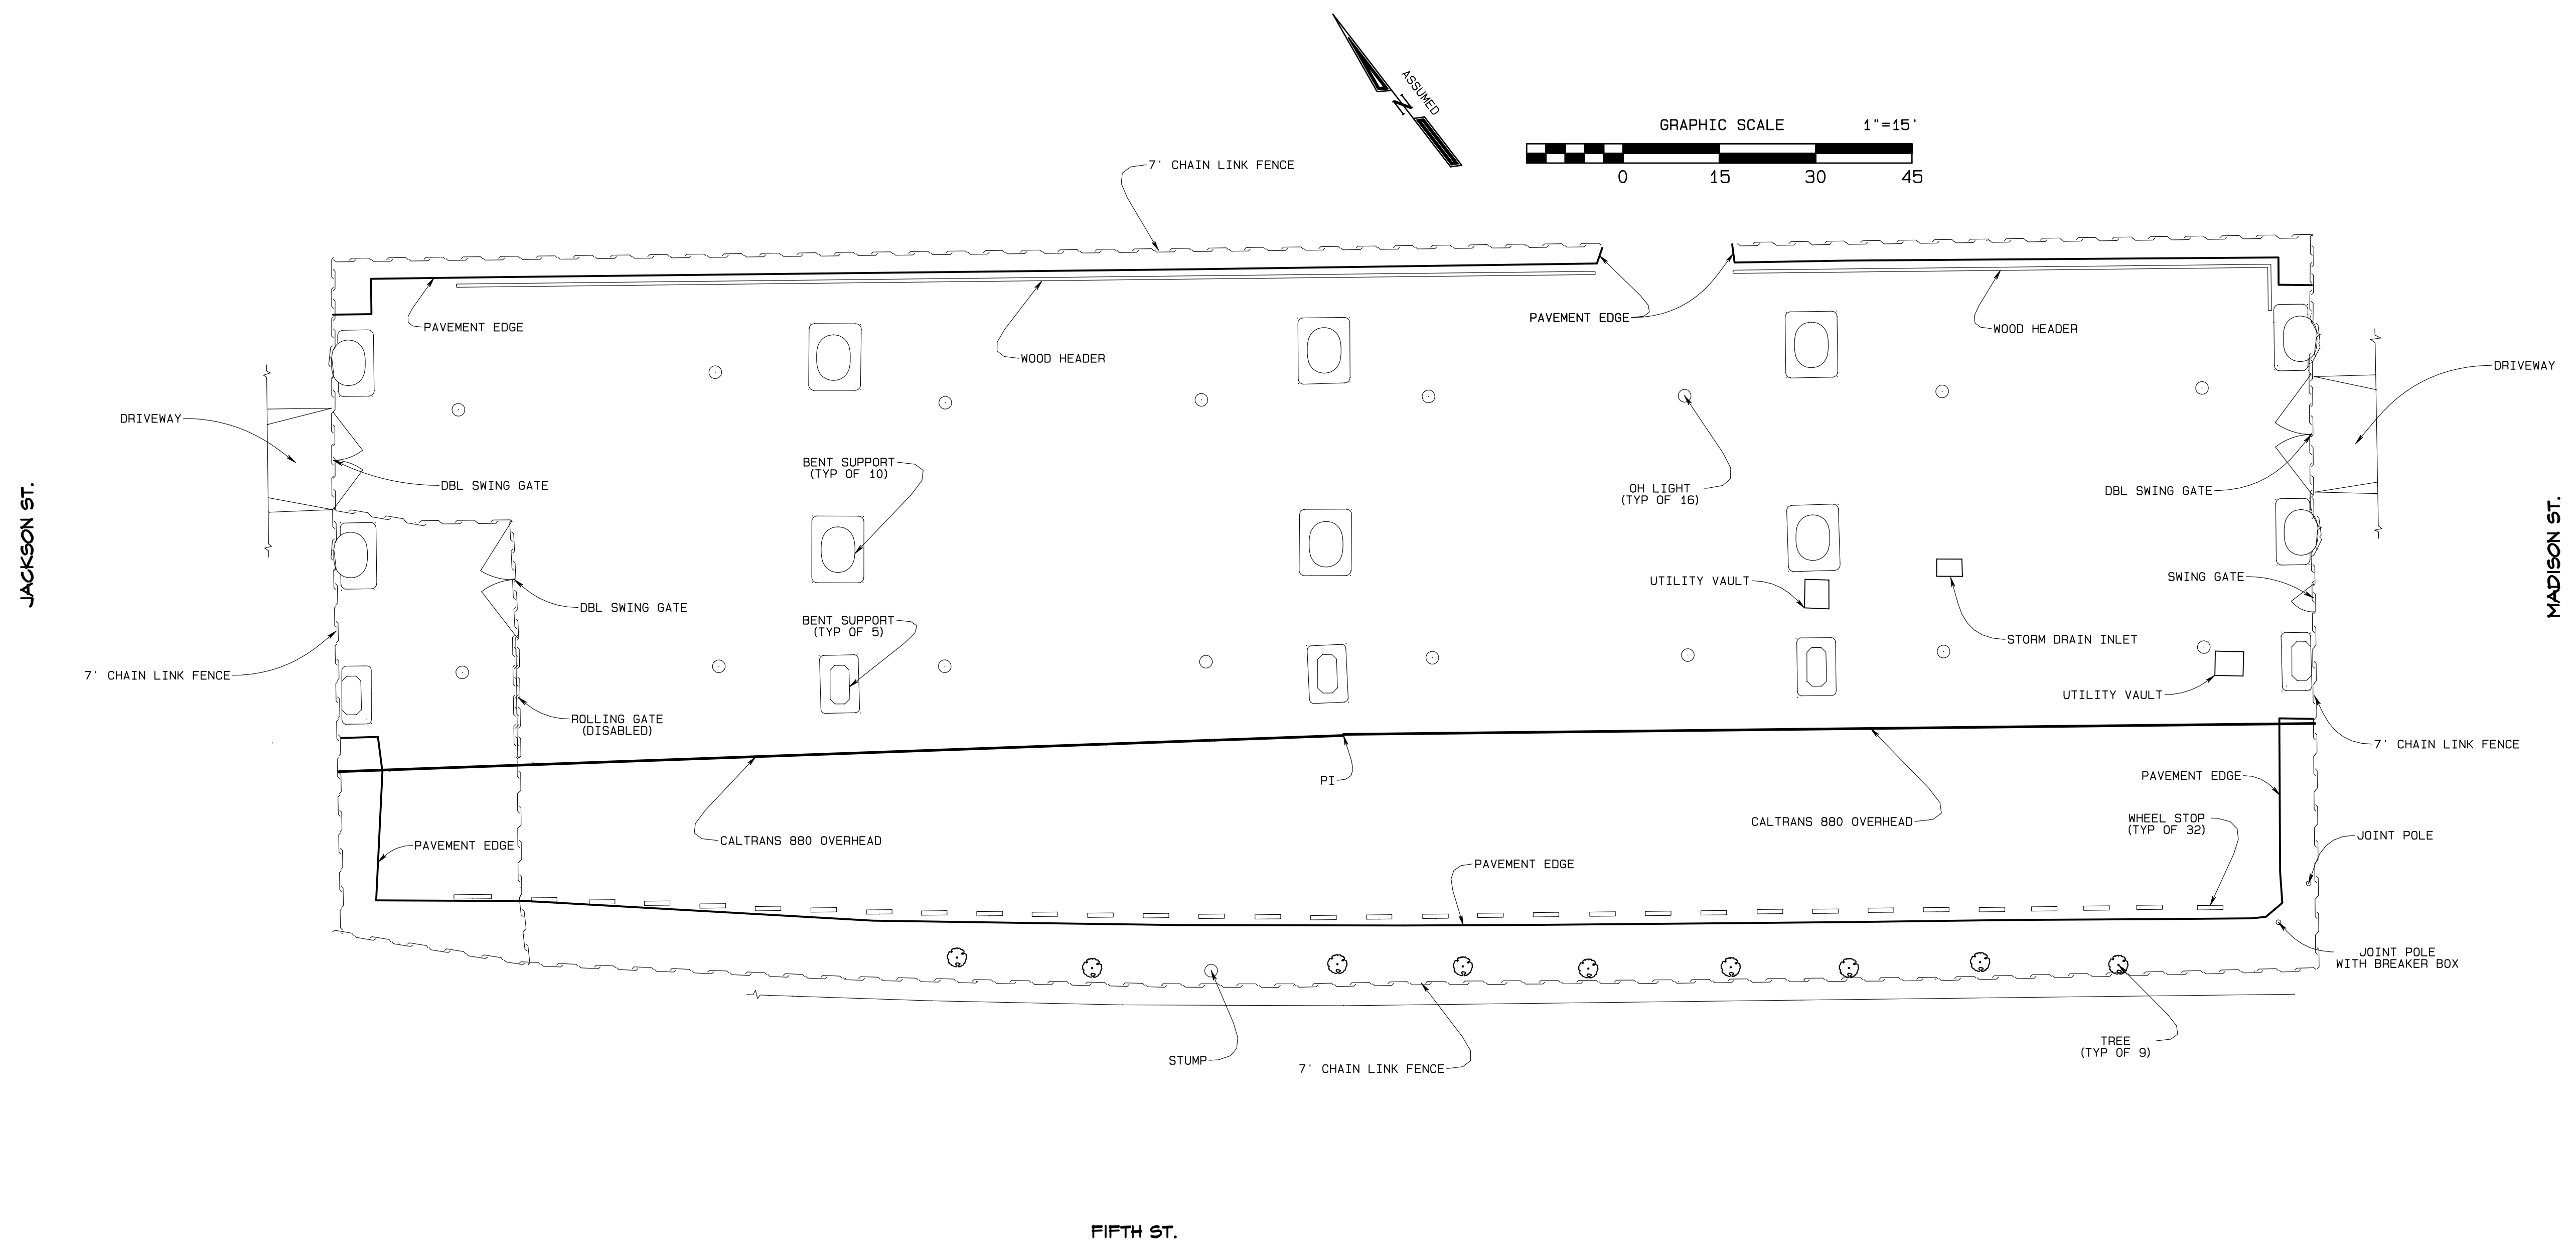 ASSUMED
N
GRAPHIC SCALE 1"=15'
0 15 30 45
7' CHAIN LINK FENCE
PAVEMENT EDGE
WOOD HEADER
PAVEMENT EDGE
WOOD HEADER
DRIVEWAY
DRIVEWAY
DBL SWING GATE
BENT SUPPORT
(TYP OF 10)
OH LIGHT
(TYP OF 16)
DBL SWING GATE
JACKSON ST.
MADISON ST.
UTILITY VAULT
SWING GATE
DBL SWING GATE
BENT SUPPORT
(TYP OF 5)
STORM DRAIN INLET
7' CHAIN LINK FENCE
UTILITY VAULT
ROLLING GATE
(DISABLED)
7' CHAIN LINK FENCE
PI
PAVEMENT EDGE
CALTRANS 880 OVERHEAD
CALTRANS 880 OVERHEAD
WHEEL STOP
(TYP OF 32)
JOINT POLE
PAVEMENT EDGE
PAVEMENT EDGE
JOINT POLE
WITH BREAKER BOX
STUMP
7' CHAIN LINK FENCE
TREE
(TYP OF 9)
FIFTH ST.